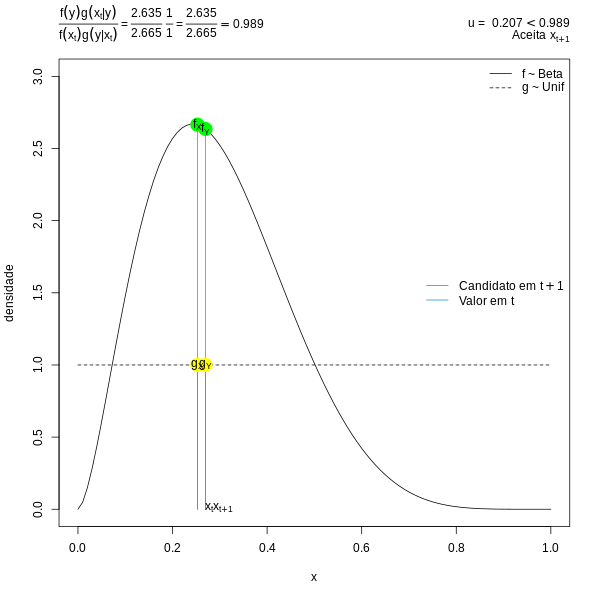 f(y)g(xₜ|y) / f(xₜ)g(y|xₜ) = 2.635 / 2.665 1 / 1 = 2.635 / 2.665 = 0.989
u = 0.207 < 0.989
Aceita xₜ₊₁
f ~ Beta
g ~ Unif
Candidato em t + 1
Valor em t
densidade
3.0
2.5
2.0
1.5
1.0
0.5
0.0
xₜxₜ₊₁
0.0 0.2 0.4 0.6 0.8 1.0
x